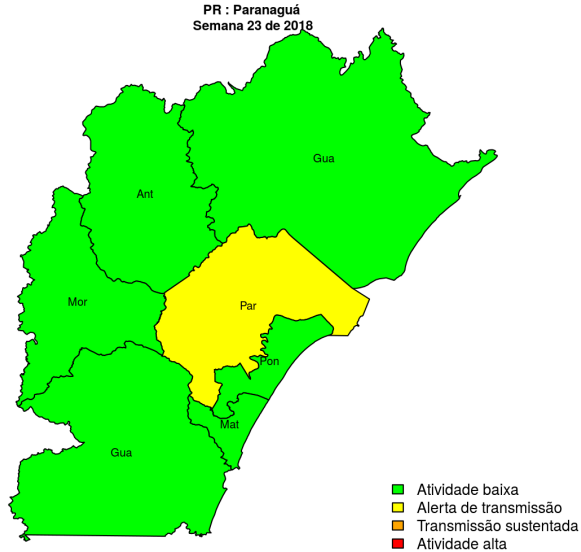 PR : Paranaguá
Semana 23 de 2018
Gua
Ant
Mor
Par
Pon
Mat
Gua
Atividade baixa
Alerta de transmissão
Transmissão sustentada
Atividade alta